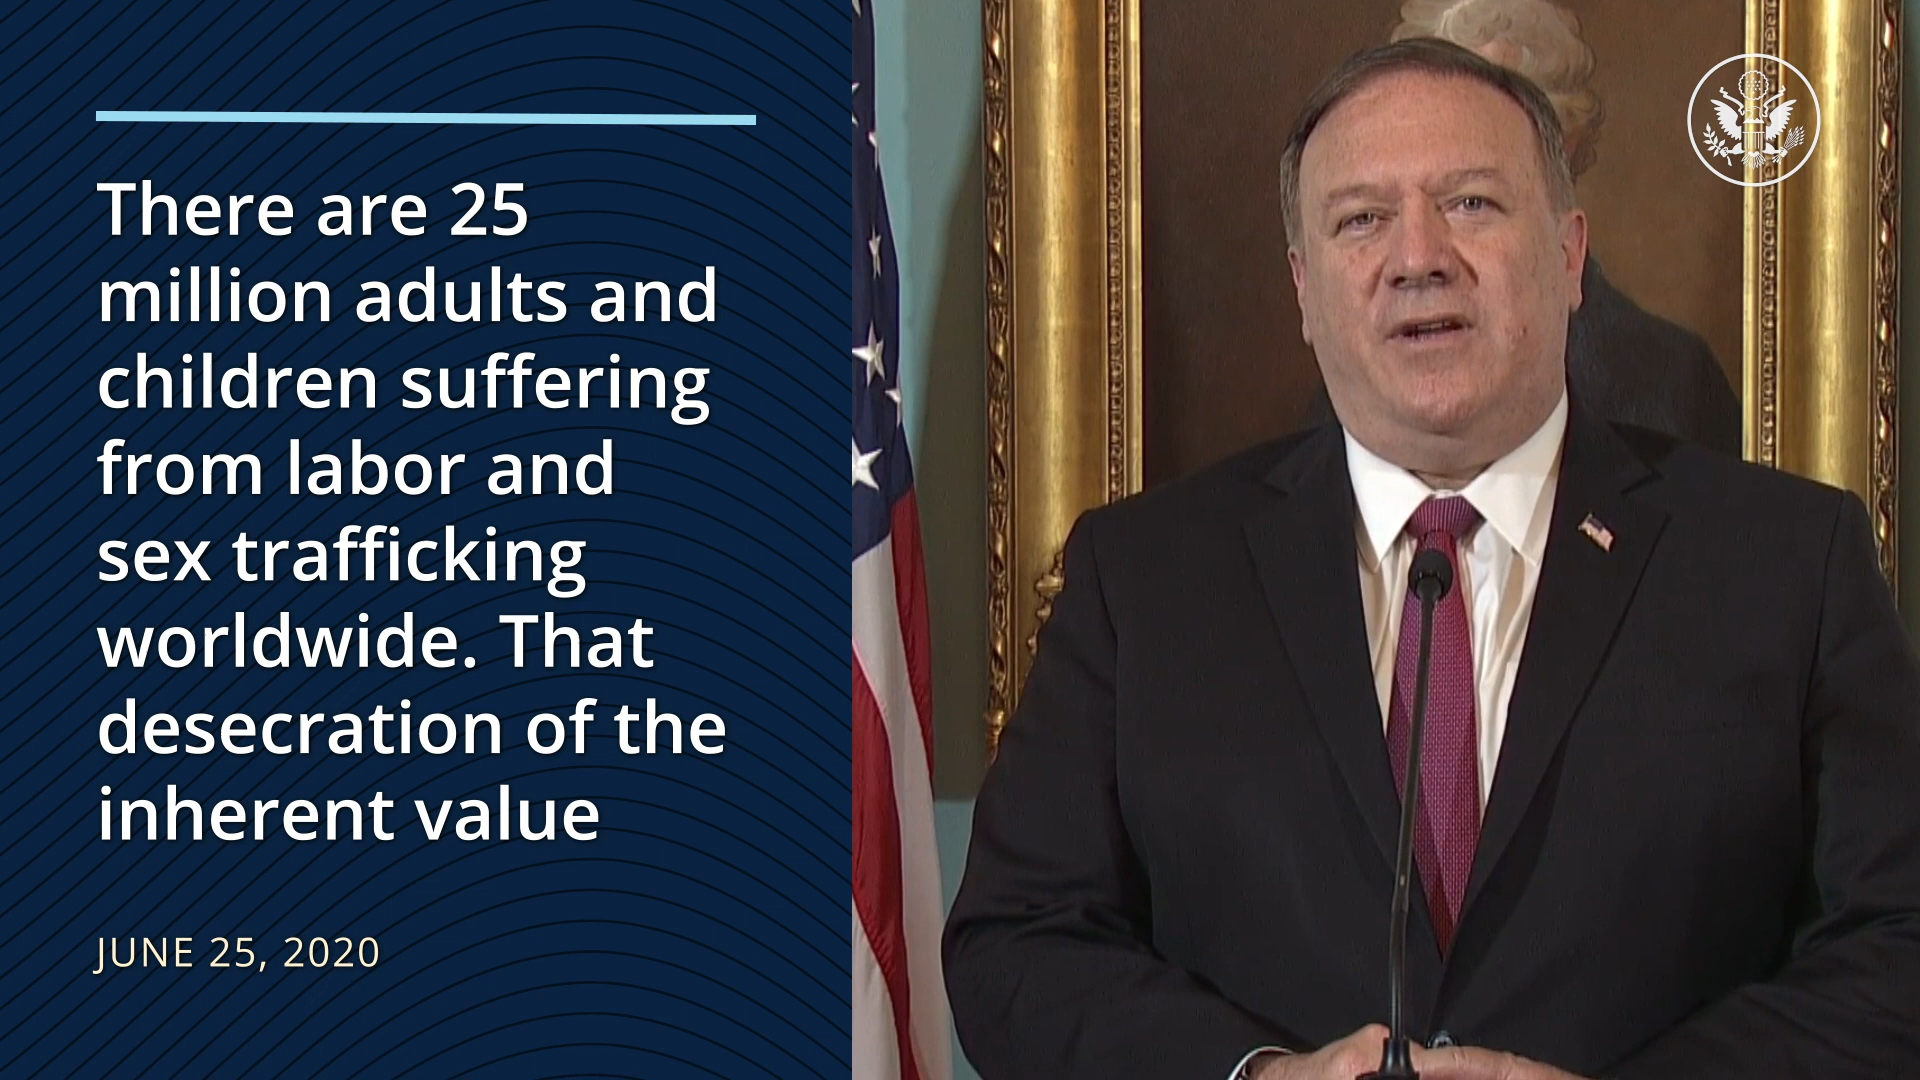 There are 25
million adults and
children suffering
from labor and
sex trafficking
worldwide. That
desecration of the
inherent value
JUNE 25, 2020